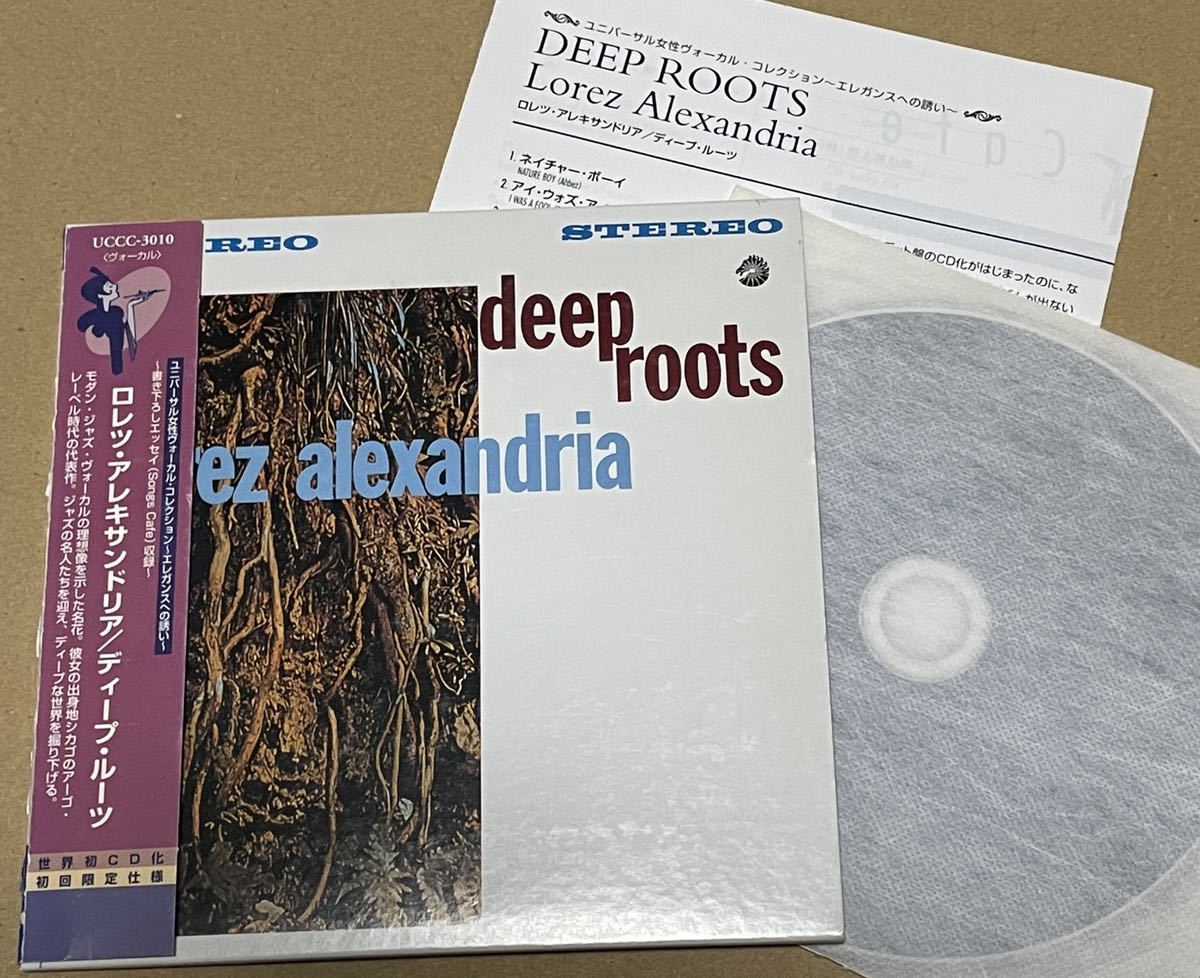 ユニバーサル女性ヴォーカル・コレクション〜エレガンスへの誘い〜
DEEP ROOTS
Lorez Alexandria
ロレツ・アレキサンドリア／ディープ・ルーツ
1. ネイチャー・ボーイ
NATURE BOY (Ahbez)
2. アイ・ウォズ・ア
I WAS A FOOL
ット盤のCD化がはじまったのに、な
が出ない
Cafe
UCCC-3010
〈ヴォーカル〉
ユニバーサル女性ヴォーカル・コレクション〜エレガンスへの誘い〜
〜書き下ろしエッセイ(Songs Cafe)収録〜
ロレツ・アレキサンドリア／ディープ・ルーツ
モダン・ジャズ・ヴォーカルの理想像を示した名花。彼女の出身地シカゴのアーゴ・
レーベル時代の代表作。ジャズの名人たちを迎え、ディープな世界を掘り下げる。
世界初CD化
初回限定仕様
REO
STEREO
deep
roots
rez alexandria